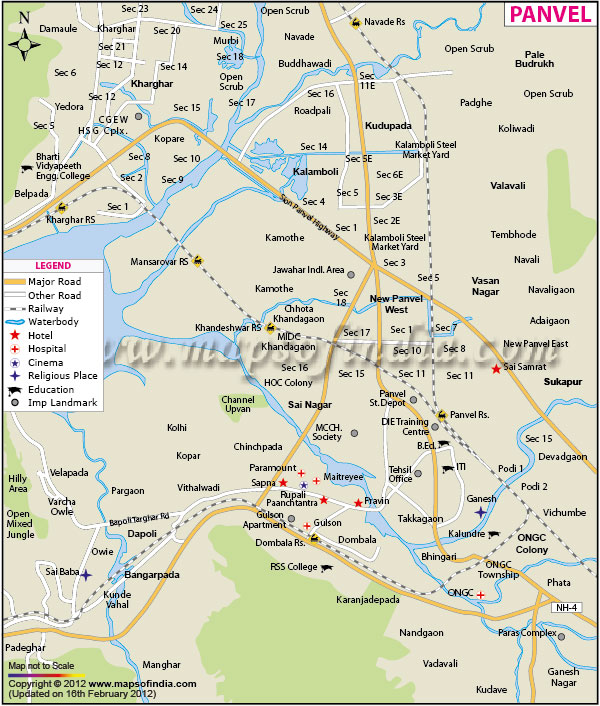 PANVEL
N
Sec 23
Damaule
Kharghar
Sec 20
Sec 21
Sec 12
Sec 14
Sec 6
Kharghar
Sec 12
Yedora
Sec 15
CGEW
HSG Cplx.
Sec 5
Kopare
Sec 8
Sec 10
Bharti
Vidyapeeth
Engg.College
Sec 2
Sec 9
Belpada
Sec 1
Kharghar RS
Open Scrub
Sec 25
Navade
Murbi
Sec 18
Buddhawadi
Open
Scrub
Sec 17
Navade Rs
Open Scrub
Pale
Budrukh
Sec
11E
Open Scrub
Sec 16
Roadpali
Padghe
Kudupada
Koliwadi
Sec 14
Kalamboli Steel
Market Yard
Sec 5E
Kalamboli
Sec 6E
Valavali
Sec 5
Sec 3E
Sec 4
Sion Panvel Highway
Sec 2E
Sec 1
Tembhode
Kamothe
Kalamboli Steel
Market Yard
Mansarovar RS
Sec 3
Navali
Jawahar Indl. Area
Sec 5
Vasan
Nagar
Navaligaon
Kamothe
Sec
18
New Panvel
West
Chhota
Khandagaon
Adaigaon
Khandeshwar RS
MIDC
Khandagaon
Sec 17
Sec 1
Sec 7
New Panvel East
Sec 10
Sec 8
www.mapsofindia.com
Sec 16
Sec 15
Sec 11
Sec 11
Sai Samrat
HOC Colony
Sukapur
Channel
Upvan
Sai Nagar
Panvel
St.Depot
Panvel Rs.
DIE Training
Centre
Kolhi
MCCH.
Society
B.Ed.
Sec 15
Chinchpada
Devadgaon
Kopar
Paramount
Maitreyee
Tehsil
Office
ITI
Podi 1
Hilly
Area
Velapada
Sapna
Podi 2
Pargaon
Vithalwadi
Rupali
Paanchtantra
Pravin
Ganesh
Varcha
Owle
Vichumbe
Open
Mixed
Jungle
Bapoli Targhar Rd
Gulson
Apartment
Gulson
Takkagaon
Dapoli
Kalundre
Owie
Dombala Rs.
Dombala
ONGC
Colony
Bhingari
Sai Baba
Bangarpada
RSS College
ONGC
Township
Phata
Kunde
Vahal
Karanjadepada
ONGC
NH-4
Nandgaon
Paras Complex
Padeghar
Manghar
Vadavali
Ganesh
Nagar
Kudave
LEGEND
Major Road
Other Road
Railway
Waterbody
Hotel
Hospital
Cinema
Religious Place
Education
Imp Landmark
Map not to Scale
Copyright © 2012 www.mapsofindia.com
(Updated on 16th February 2012)